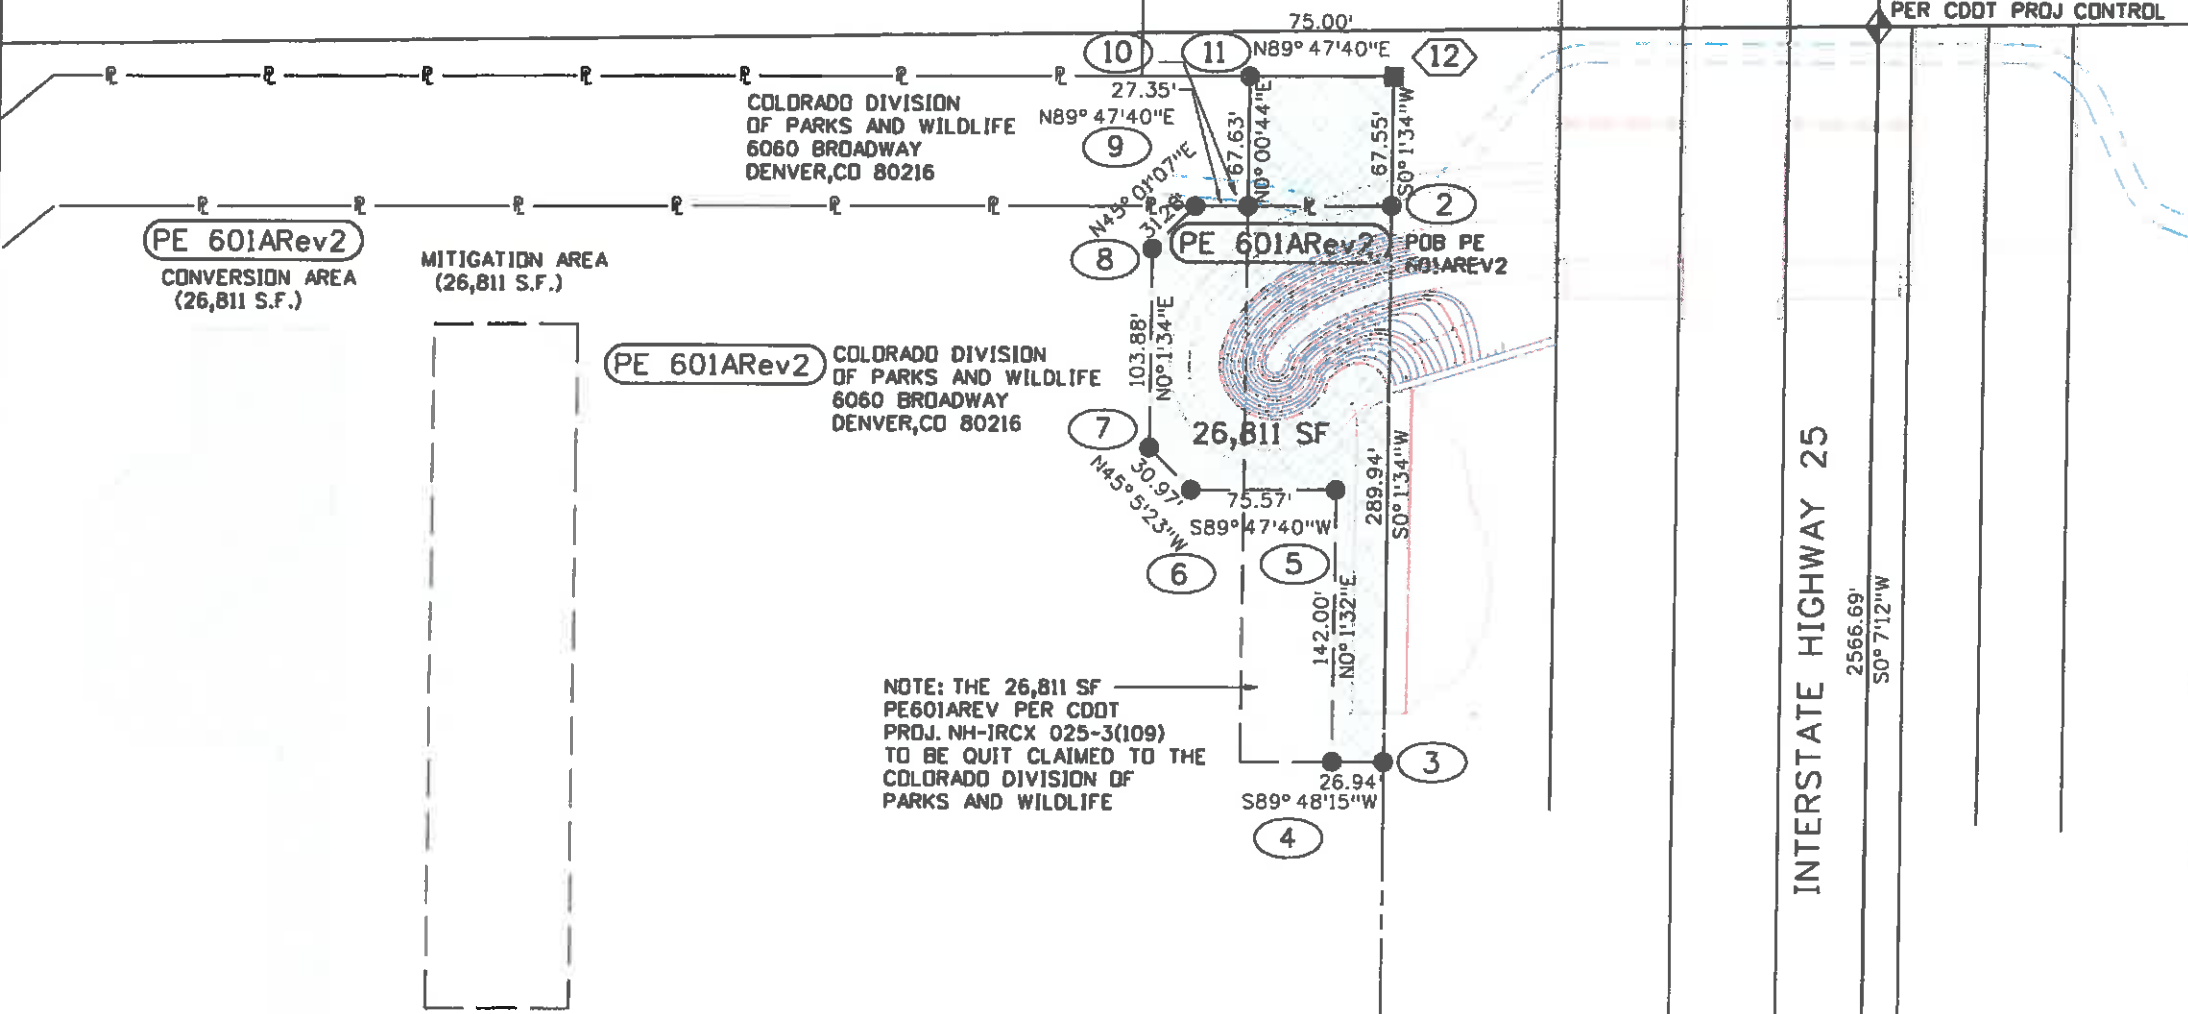 PER CDOT PROJ CONTROL
75.00'
N89° 47'40"E
10
11
12
27.35'
N89° 47'40"E
9
COLORADO DIVISION
OF PARKS AND WILDLIFE
6060 BROADWAY
DENVER,CO 80216
67.63'
N0° 00'44"E
67.55'
S0° 1'34"W
N45° 01'07"E
31.28'
2
PE 601ARev2
CONVERSION AREA
(26,811 S.F.)
MITIGATION AREA
(26,811 S.F.)
8
PE 601ARev2
POB PE
601AREV2
103.88'
N0° 1'34"E
PE 601ARev2
COLORADO DIVISION
OF PARKS AND WILDLIFE
6060 BROADWAY
DENVER,CO 80216
7
26,811 SF
30.97'
N45° 5'23"W
75.57'
S89° 47'40"W
289.94'
S0° 1'34"W
6
5
142.00'
N0° 1'32"E
INTERSTATE HIGHWAY 25
2566.69'
S0° 7'12"W
NOTE: THE 26,811 SF
PE601AREV PER CDOT
PROJ. NH-IRCX 025-3(109)
TO BE QUIT CLAIMED TO THE
COLORADO DIVISION OF
PARKS AND WILDLIFE
3
26.94'
S89° 48'15"W
4